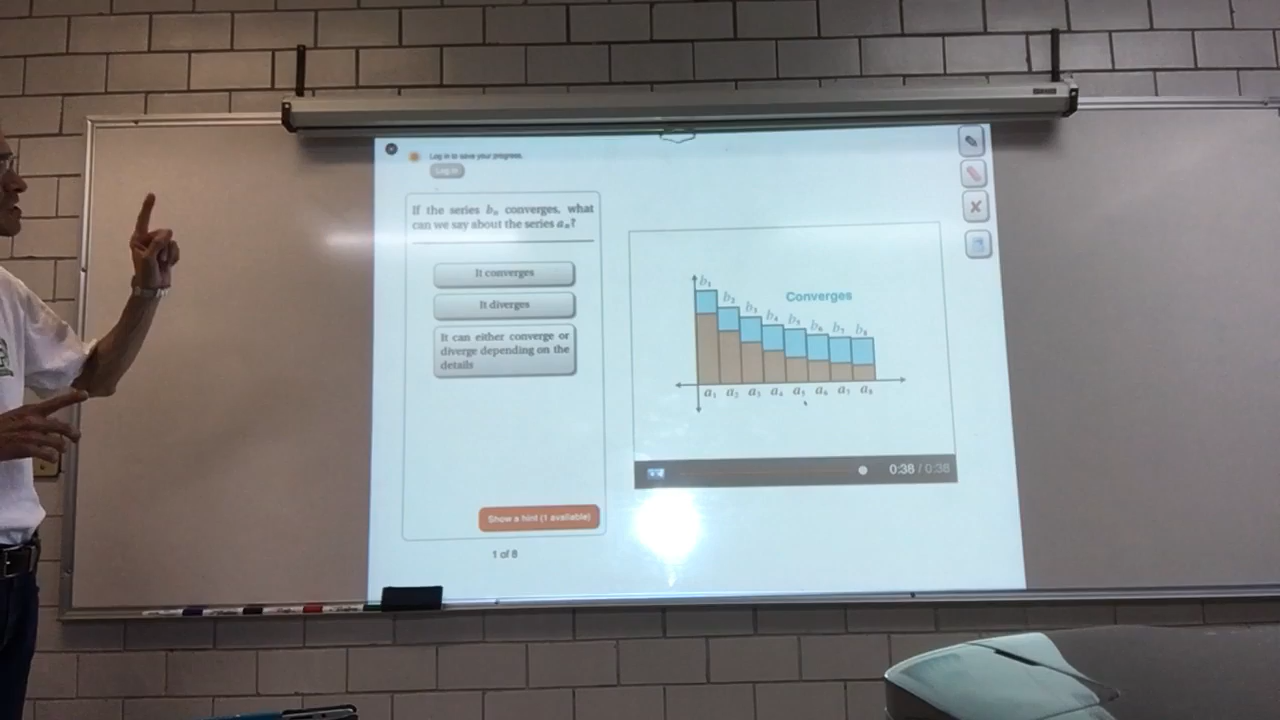 Log in to save your progress.
Log in
If the series bₙ converges, what
can we say about the series aₙ?
It converges
It diverges
It can either converge or
diverge depending on the
details
Show a hint (1 available)
1 of 8
Converges
b₁ b₂ b₃ b₄ b₅ b₆ b₇ b₈
a₁ a₂ a₃ a₄ a₅ a₆ a₇ a₈
0:38 / 0:38